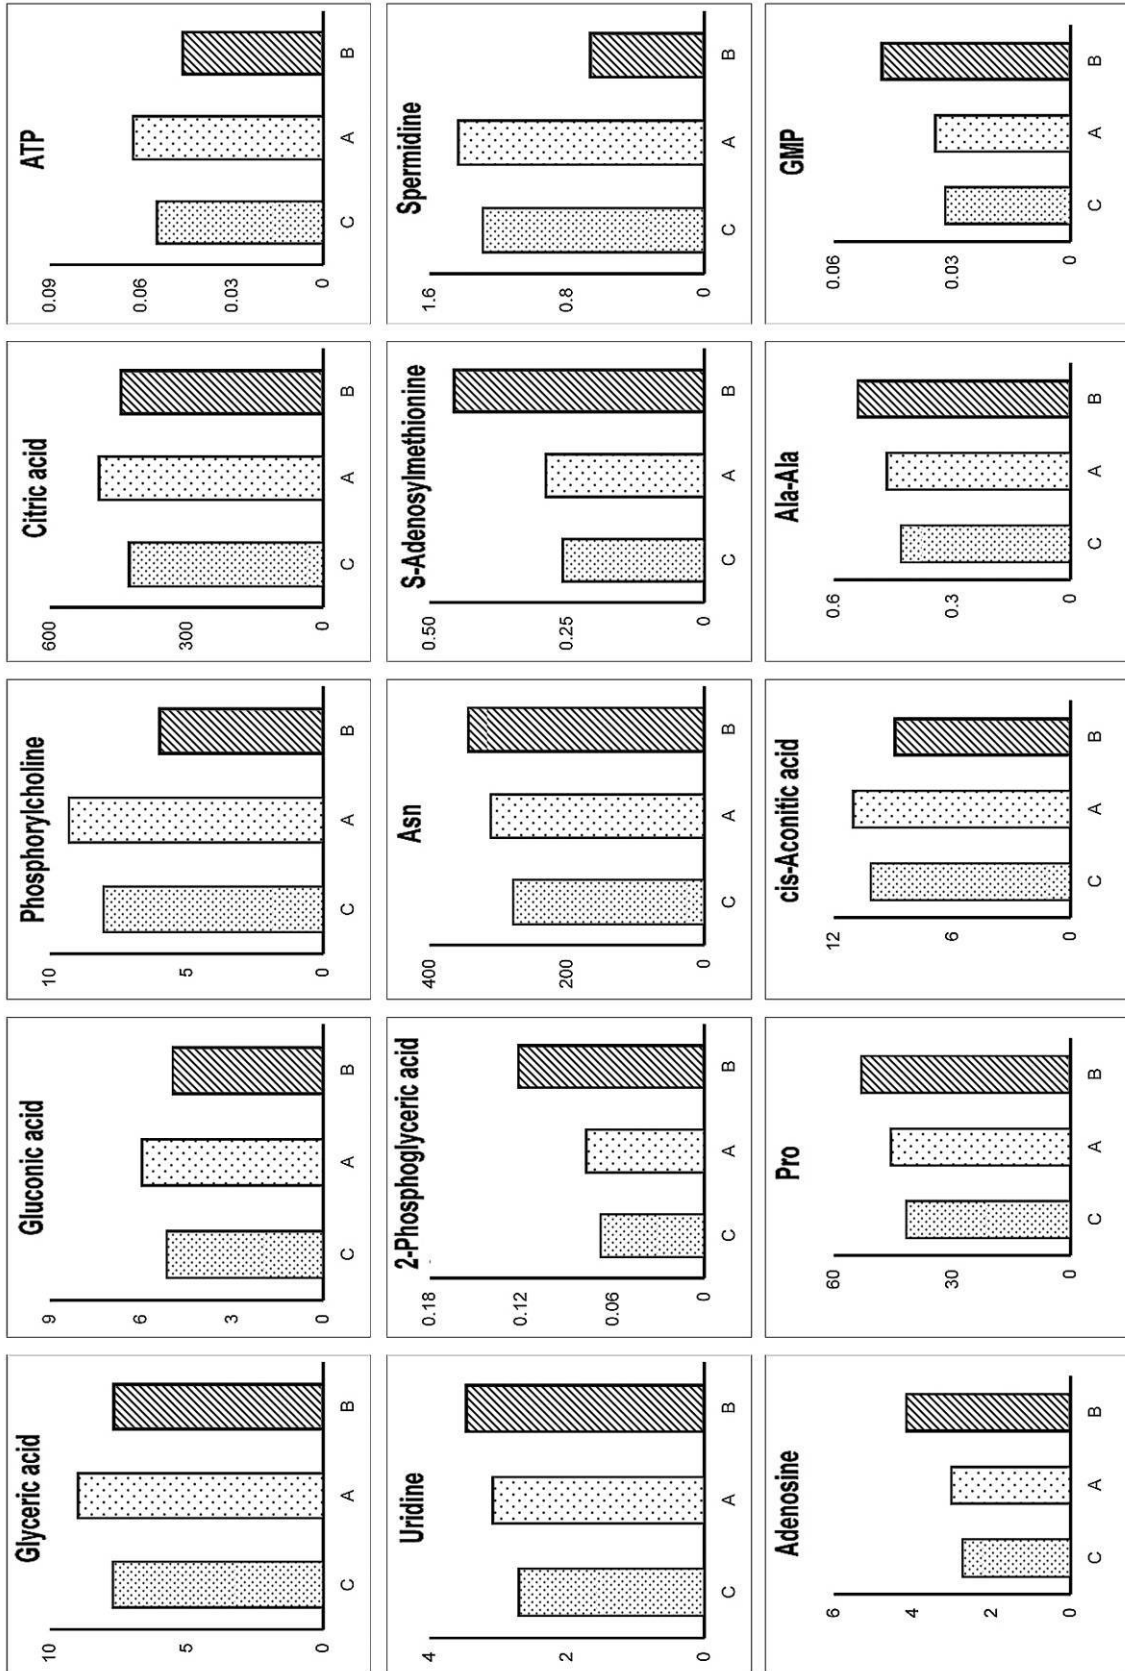 Glyceric acid
10
5
0
C A B
Gluconic acid
9
6
3
0
C A B
Phosphorylcholine
10
5
0
C A B
Citric acid
600
300
0
C A B
ATP
0.09
0.06
0.03
0
C A B
Uridine
4
2
0
C A B
2-Phosphoglyceric acid
0.18
0.12
0.06
0
C A B
Asn
400
200
0
C A B
S-Adenosylmethionine
0.50
0.25
0
C A B
Spermidine
1.6
0.8
0
C A B
Adenosine
6
4
2
0
C A B
Pro
60
30
0
C A B
cis-Aconitic acid
12
6
0
C A B
Ala-Ala
0.6
0.3
0
C A B
GMP
0.06
0.03
0
C A B